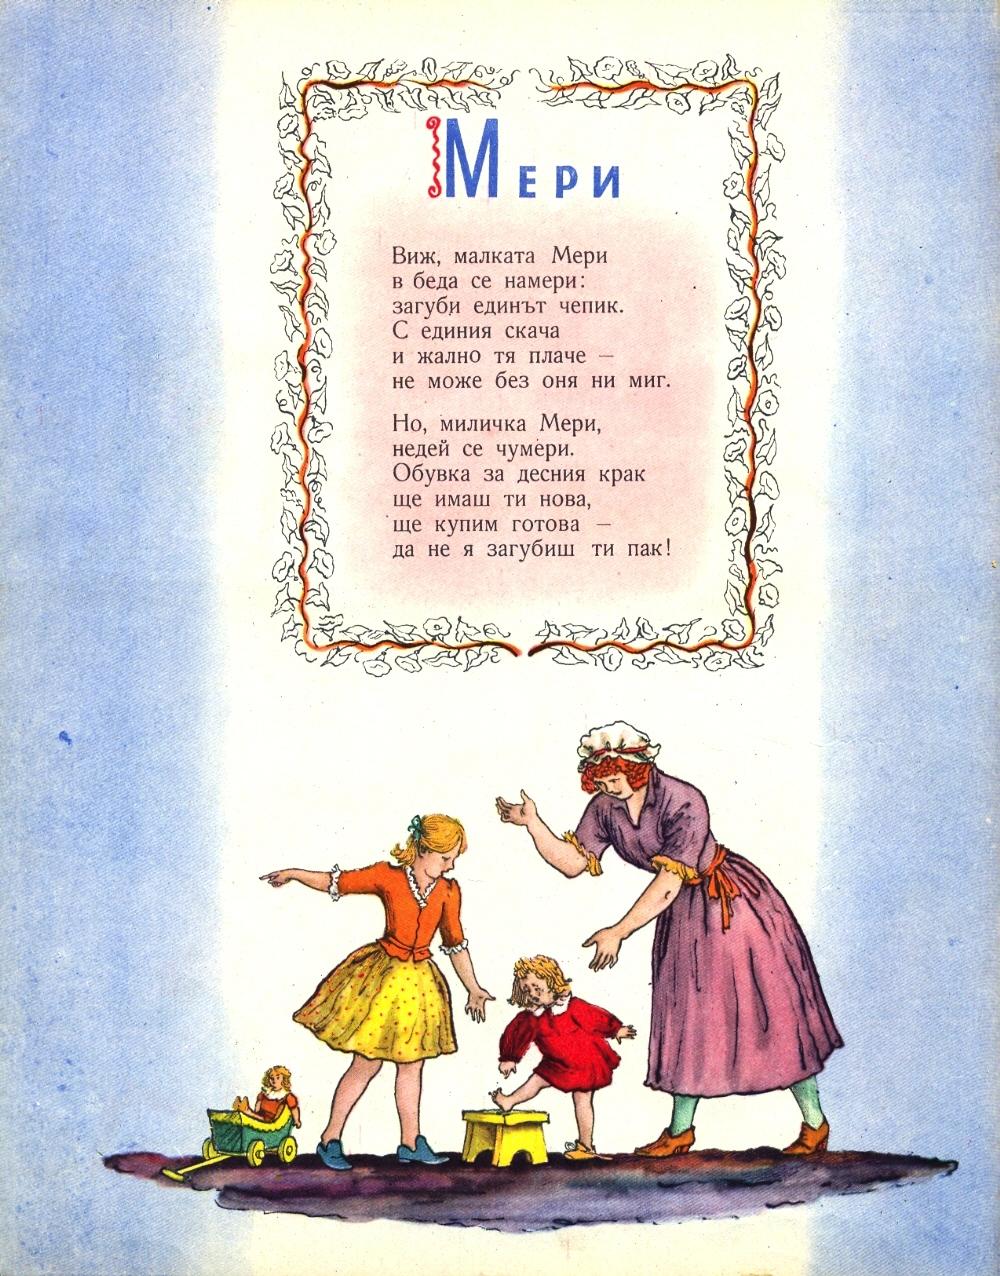 Мери
Виж, малката Мери
в беда се намери:
загуби единът чепик.
С единия скача
и жално тя плаче —
не може без оня ни миг.
Но, миличка Мери,
недей се чумери.
Обувка за десния крак
ще имаш ти нова,
ще купим готова —
да не я загубиш ти пак!